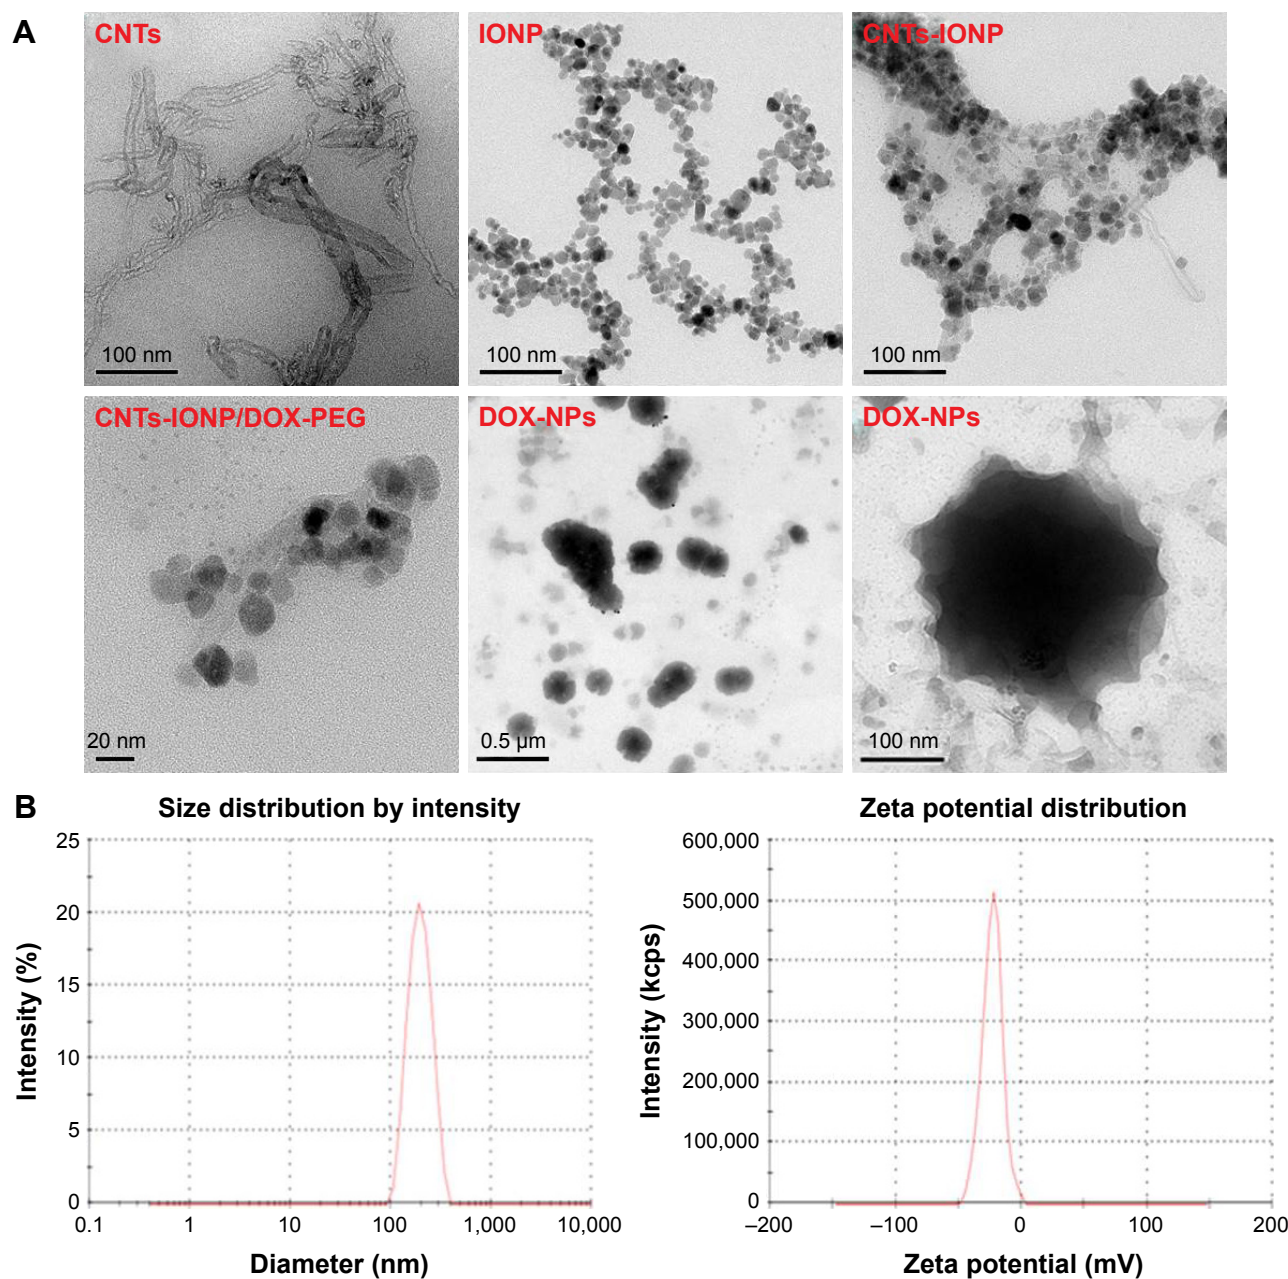 A
CNTs
IONP
CNTs-IONP
100 nm
100 nm
100 nm
CNTs-IONP/DOX-PEG
DOX-NPs
DOX-NPs
20 nm
0.5 μm
100 nm
B
Size distribution by intensity
25
20
15
10
5
0
0.1
1
10
100
1,000
10,000
Intensity (%)
Diameter (nm)
Zeta potential distribution
600,000
500,000
400,000
300,000
200,000
100,000
0
–200
–100
0
100
200
Intensity (kcps)
Zeta potential (mV)